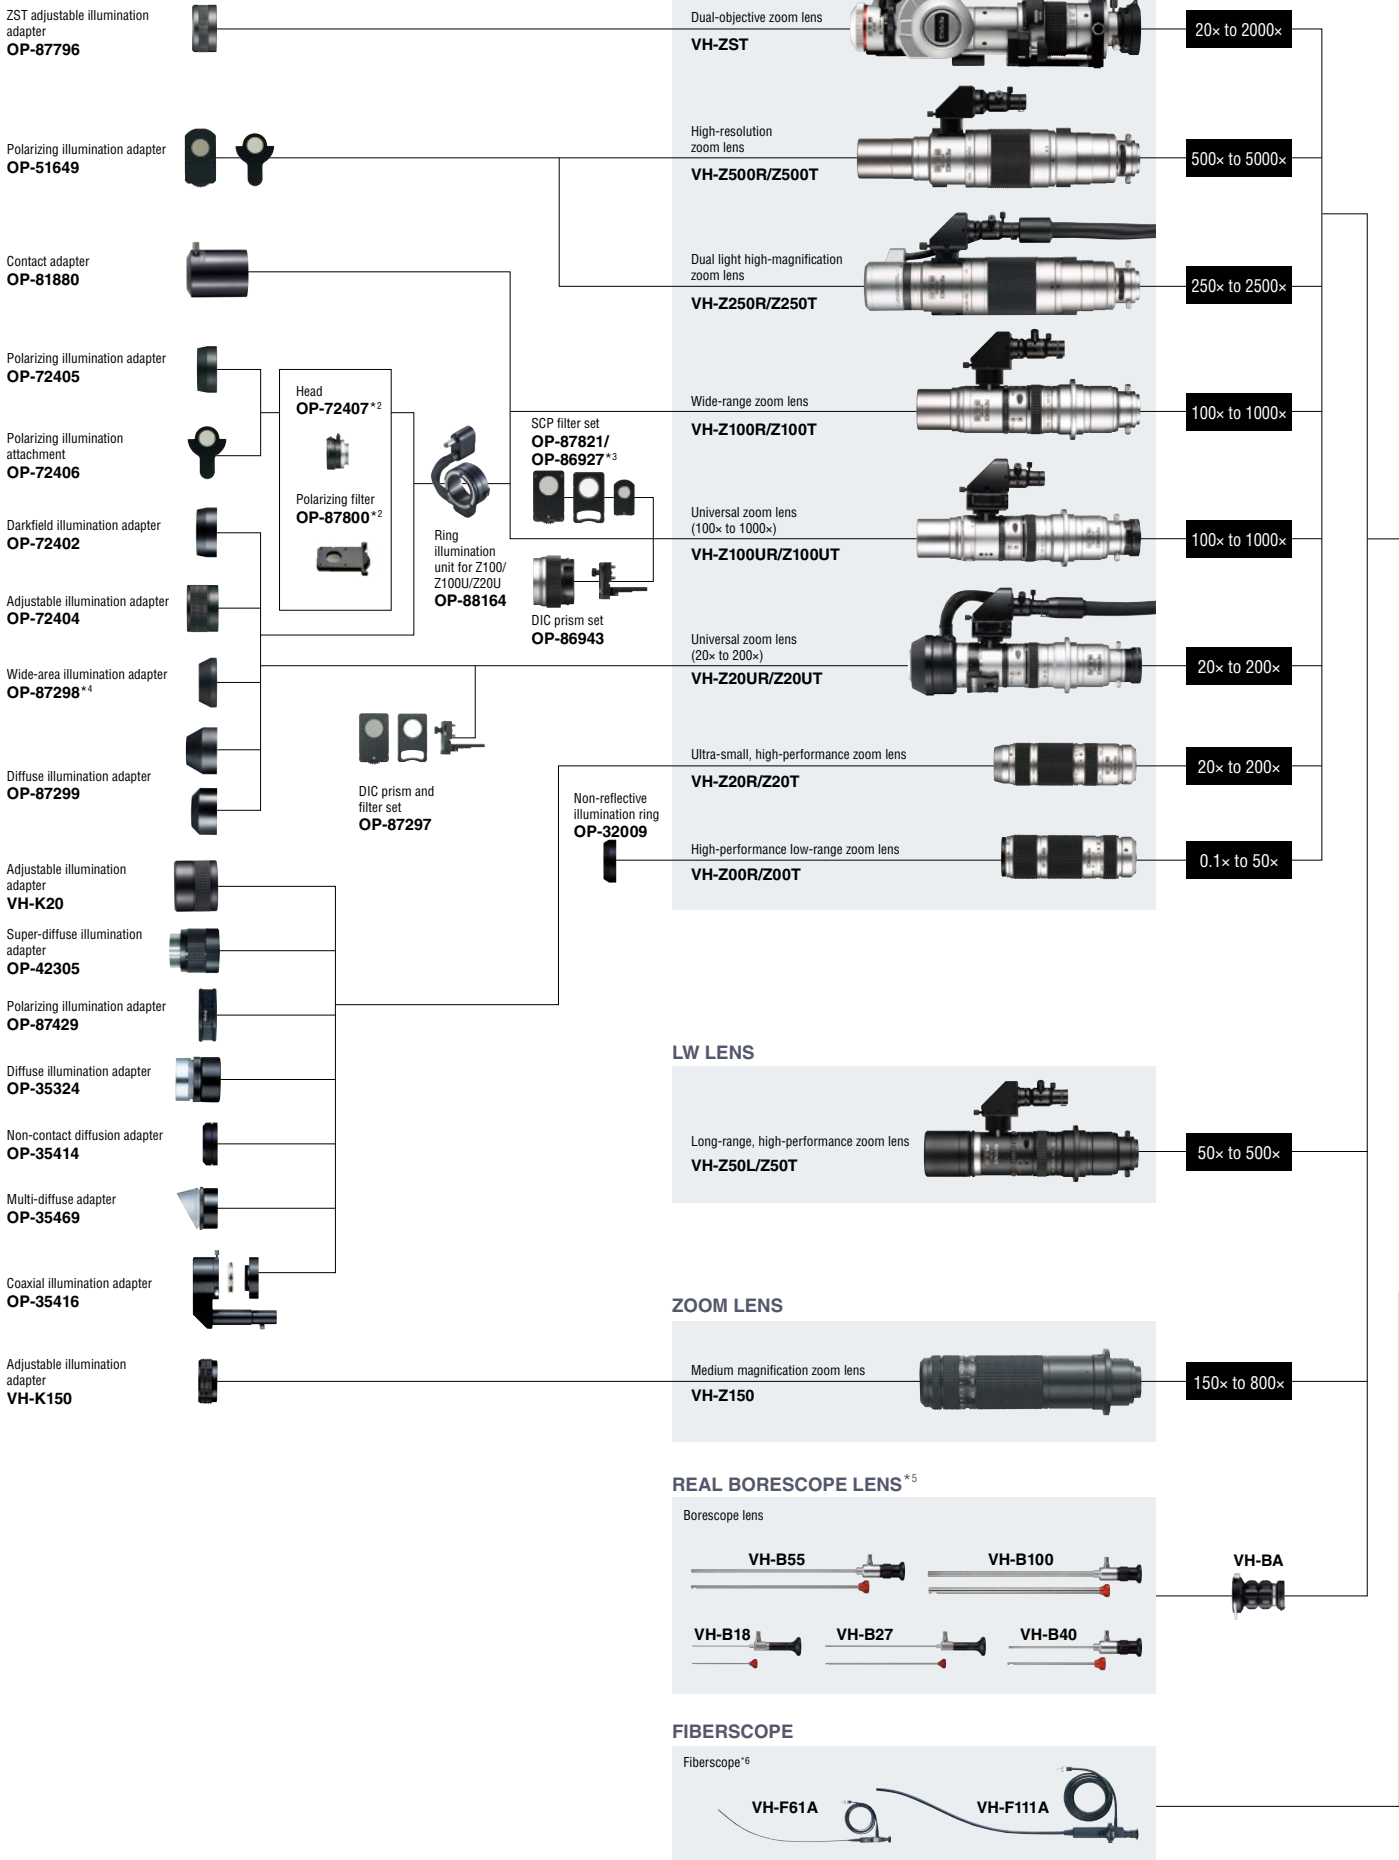 ZST adjustable illumination
adapter
OP-87796
Dual-objective zoom lens
VH-ZST
20× to 2000×
Polarizing illumination adapter
OP-51649
High-resolution
zoom lens
VH-Z500R/Z500T
500× to 5000×
Contact adapter
OP-81880
Dual light high-magnification
zoom lens
VH-Z250R/Z250T
250× to 2500×
Polarizing illumination adapter
OP-72405
Polarizing illumination
attachment
OP-72406
Head
OP-72407*2
Polarizing filter
OP-87800*2
Ring
illumination
unit for Z100/
Z100U/Z20U
OP-88164
SCP filter set
OP-87821/
OP-86927*3
DIC prism set
OP-86943
Wide-range zoom lens
VH-Z100R/Z100T
100× to 1000×
Darkfield illumination adapter
OP-72402
Universal zoom lens
(100× to 1000×)
VH-Z100UR/Z100UT
100× to 1000×
Adjustable illumination adapter
OP-72404
Wide-area illumination adapter
OP-87298*4
Universal zoom lens
(20× to 200×)
VH-Z20UR/Z20UT
20× to 200×
Diffuse illumination adapter
OP-87299
DIC prism and
filter set
OP-87297
Ultra-small, high-performance zoom lens
VH-Z20R/Z20T
20× to 200×
Non-reflective
illumination ring
OP-32009
High-performance low-range zoom lens
VH-Z00R/Z00T
0.1× to 50×
Adjustable illumination
adapter
VH-K20
Super-diffuse illumination
adapter
OP-42305
Polarizing illumination adapter
OP-87429
Diffuse illumination adapter
OP-35324
Non-contact diffusion adapter
OP-35414
Multi-diffuse adapter
OP-35469
Coaxial illumination adapter
OP-35416
LW LENS
Long-range, high-performance zoom lens
VH-Z50L/Z50T
50× to 500×
ZOOM LENS
Adjustable illumination
adapter
VH-K150
Medium magnification zoom lens
VH-Z150
150× to 800×
REAL BORESCOPE LENS*5
Borescope lens
VH-B55
VH-B100
VH-BA
VH-B18
VH-B27
VH-B40
FIBERSCOPE
Fiberscope*6
VH-F61A
VH-F111A